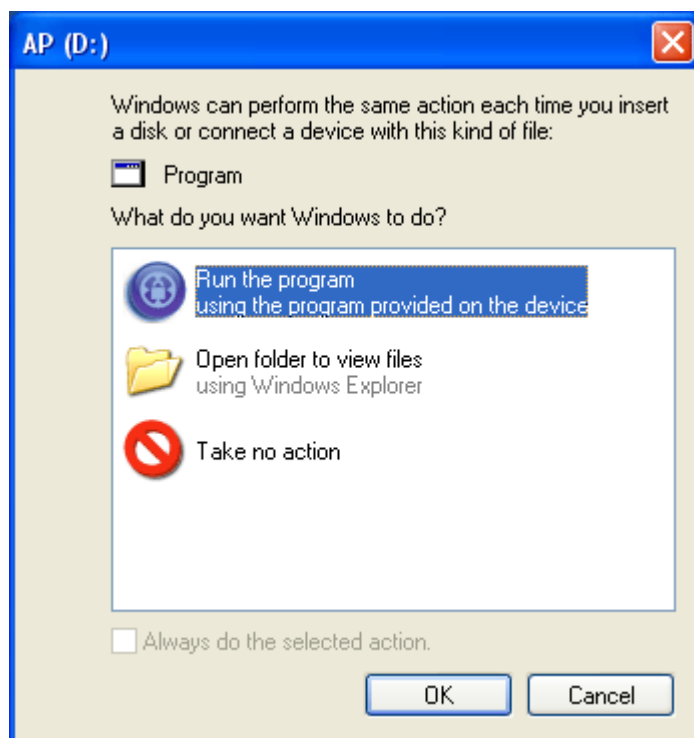 AP (D:)
Windows can perform the same action each time you insert
a disk or connect a device with this kind of file:
Program
What do you want Windows to do?
Run the program
using the program provided on the device
Open folder to view files
using Windows Explorer
Take no action
Always do the selected action.
OK
Cancel